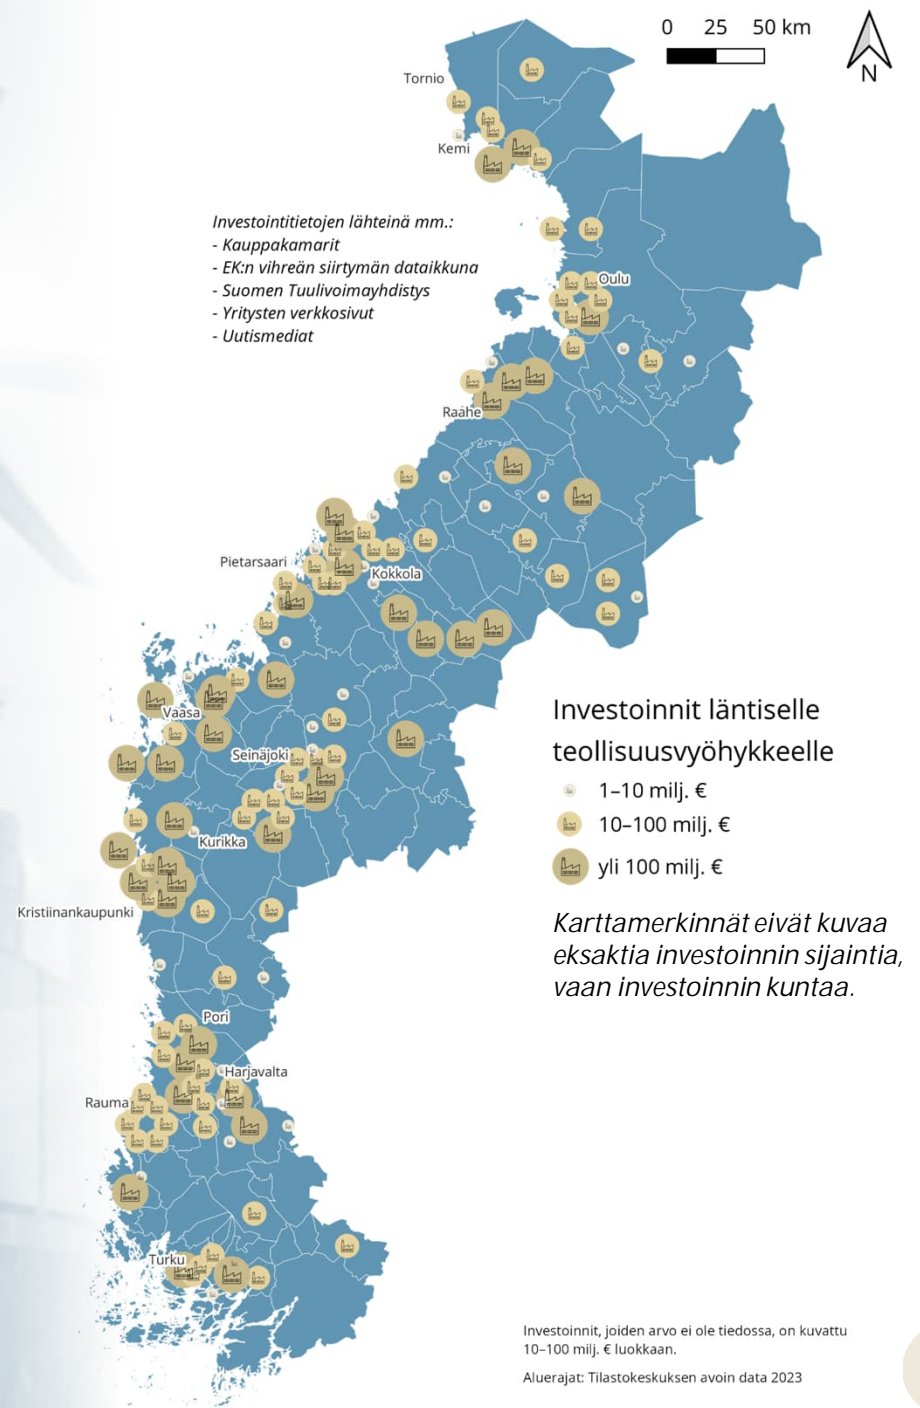 0 25 50 km
N
Tornio
Kemi
Investointitietojen lähteinä mm.:
- Kauppakamarit
- EK:n vihreän siirtymän dataikkuna
- Suomen Tuulivoimayhdistys
- Yritysten verkkosivut
- Uutismediat
Oulu
Raahe
Pietarsaari
Kokkola
Vaasa
Seinäjoki
Kurikka
Kristiinankaupunki
Investoinnit läntiselle
teollisuusvyöhykkeelle
1–10 milj. €
10–100 milj. €
yli 100 milj. €
Karttamerkinnät eivät kuvaa
eksaktia investoinnin sijaintia,
vaan investoinnin kuntaa.
Pori
Harjavalta
Rauma
Turku
Investoinnit, joiden arvo ei ole tiedossa, on kuvattu
10–100 milj. € luokkaan.
Aluerajat: Tilastokeskuksen avoin data 2023